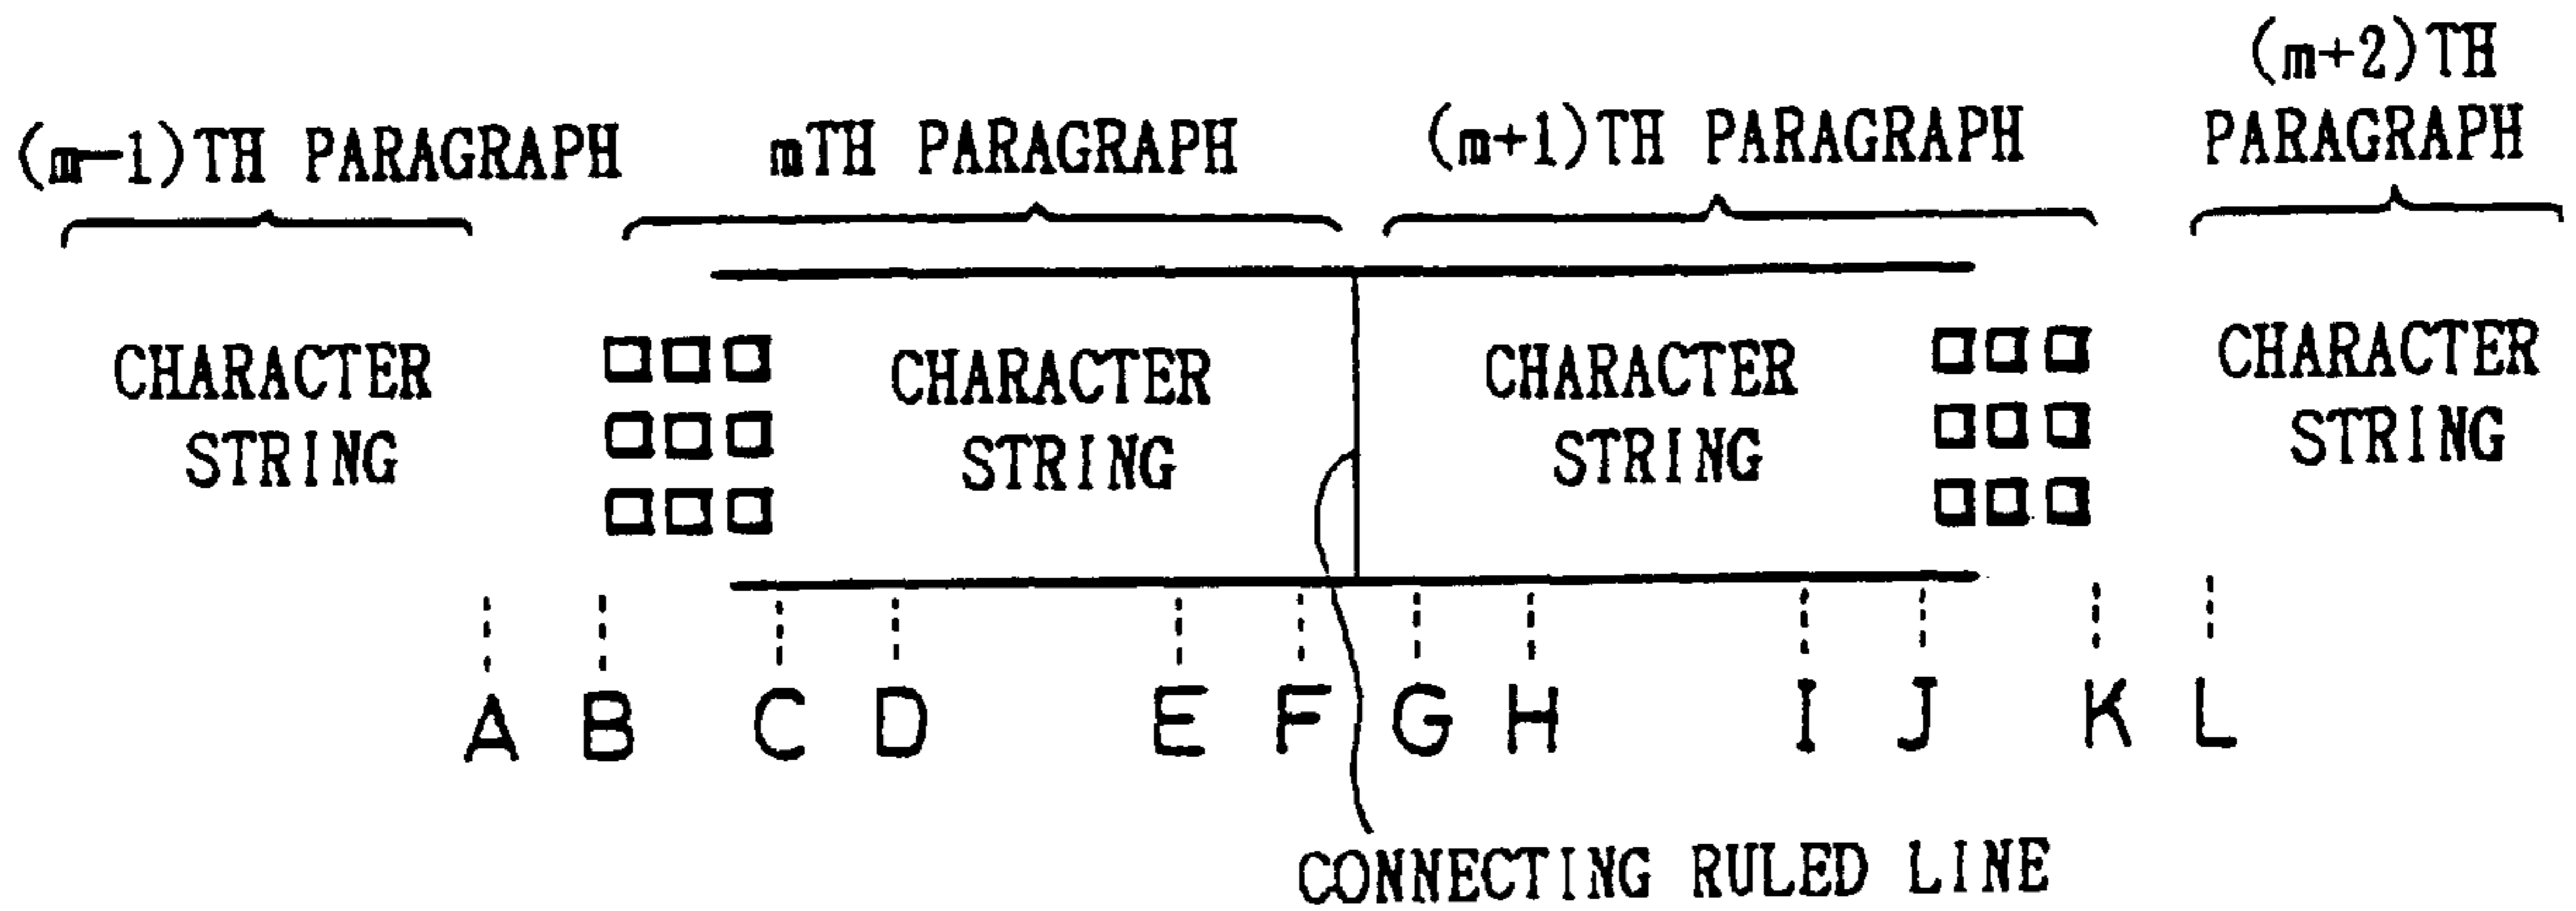 (m-1)TH PARAGRAPH
mTH PARAGRAPH
(m+1)TH PARAGRAPH
(m+2)TH
PARAGRAPH
CHARACTER
STRING
CHARACTER
STRING
CHARACTER
STRING
CHARACTER
STRING
A B C D E F G H I J K L
CONNECTING RULED LINE